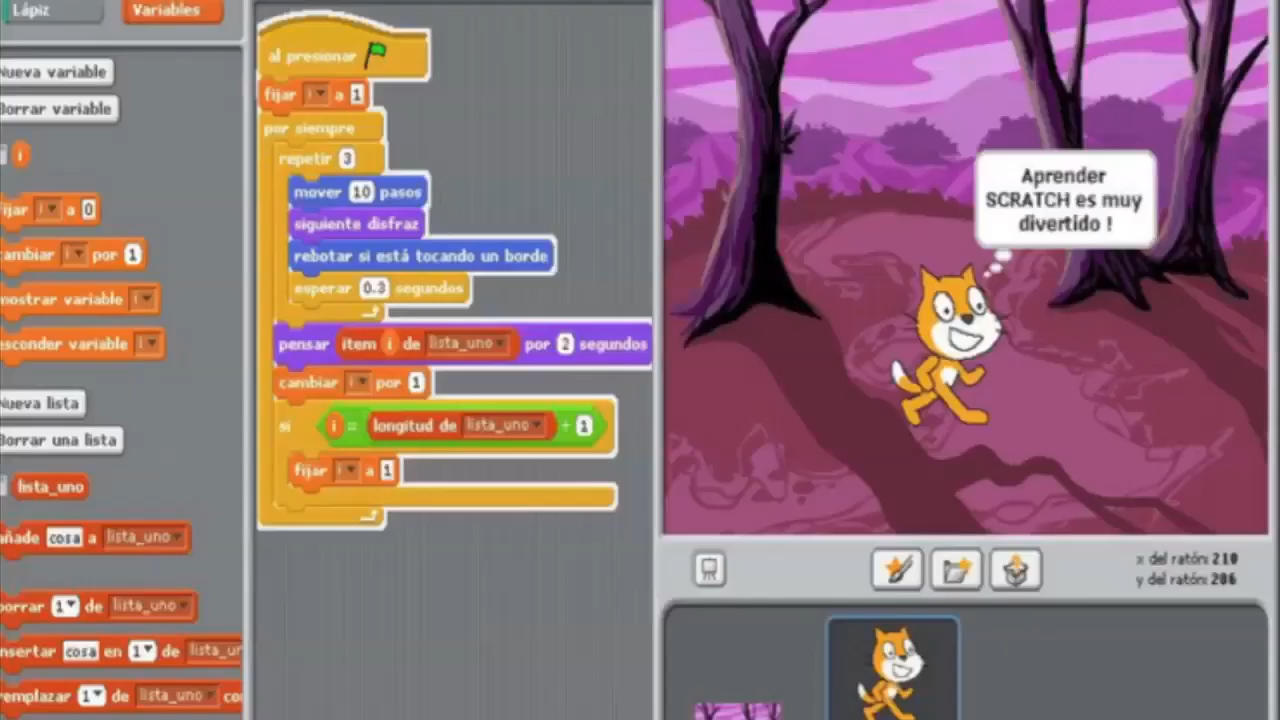 Lápiz Variables
Nueva variable
Borrar variable
i
fijar i a 0
cambiar i por 1
mostrar variable i
esconder variable i
Nueva lista
Borrar una lista
lista_uno
añade cosa a lista_uno
borrar 1 de lista_uno
insertar cosa en 1 de lista_un
remplazar 1 de lista_uno co
al presionar
fijar i a 1
por siempre
repetir 3
mover 10 pasos
siguiente disfraz
rebotar si está tocando un borde
esperar 0.3 segundos
pensar item i de lista_uno por 2 segundos
cambiar i por 1
si i = longitud de lista_uno + 1
fijar i a 1
Aprender
SCRATCH es muy
divertido !
x del ratón: 210
y del ratón: 206